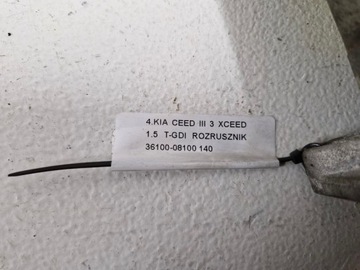 4.KIA CEED III 3 XCEED
1.5 T-GDI ROZRUSZNIK
36100-08100 140